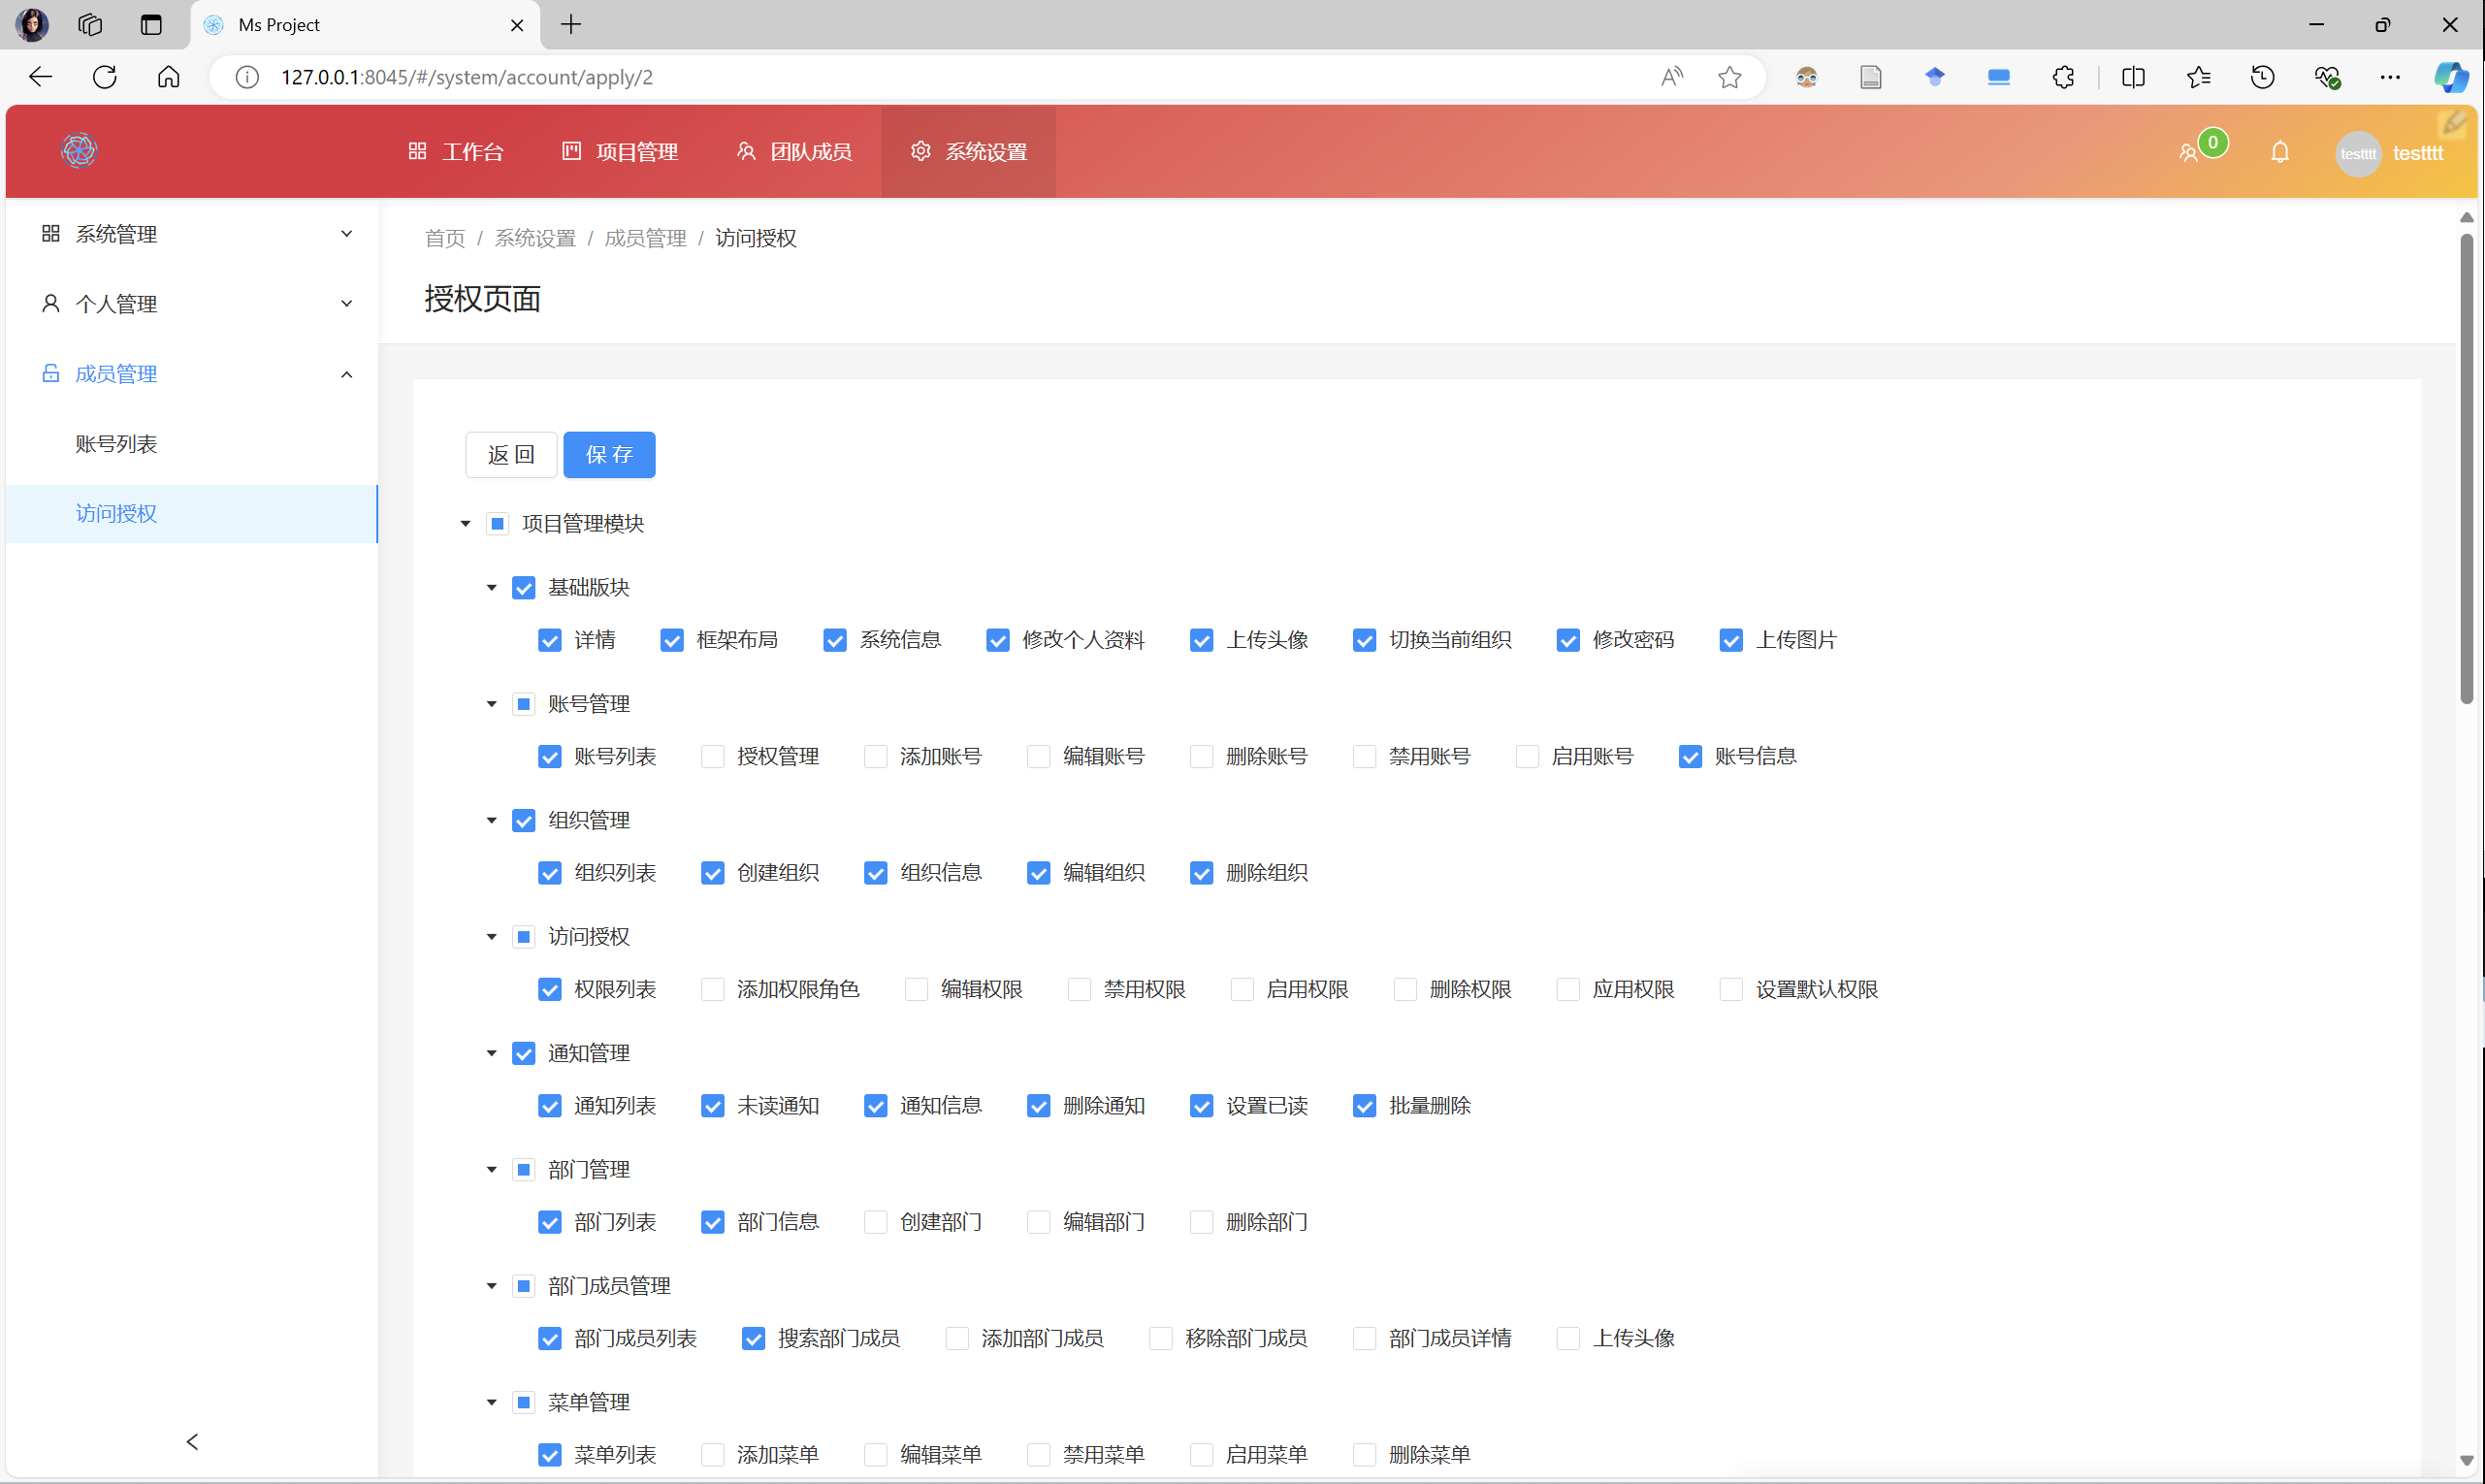 Ms Project
127.0.0.1:8045/#/system/account/apply/2
工作台 项目管理 团队成员 系统设置 0 testttt testttt
系统管理
个人管理
成员管理
账号列表
访问授权
首页 / 系统设置 / 成员管理 / 访问授权
授权页面
返 回 保 存
项目管理模块
基础版块
详情 框架布局 系统信息 修改个人资料 上传头像 切换当前组织 修改密码 上传图片
账号管理
账号列表 授权管理 添加账号 编辑账号 删除账号 禁用账号 启用账号 账号信息
组织管理
组织列表 创建组织 组织信息 编辑组织 删除组织
访问授权
权限列表 添加权限角色 编辑权限 禁用权限 启用权限 删除权限 应用权限 设置默认权限
通知管理
通知列表 未读通知 通知信息 删除通知 设置已读 批量删除
部门管理
部门列表 部门信息 创建部门 编辑部门 删除部门
部门成员管理
部门成员列表 搜索部门成员 添加部门成员 移除部门成员 部门成员详情 上传头像
菜单管理
菜单列表 添加菜单 编辑菜单 禁用菜单 启用菜单 删除菜单